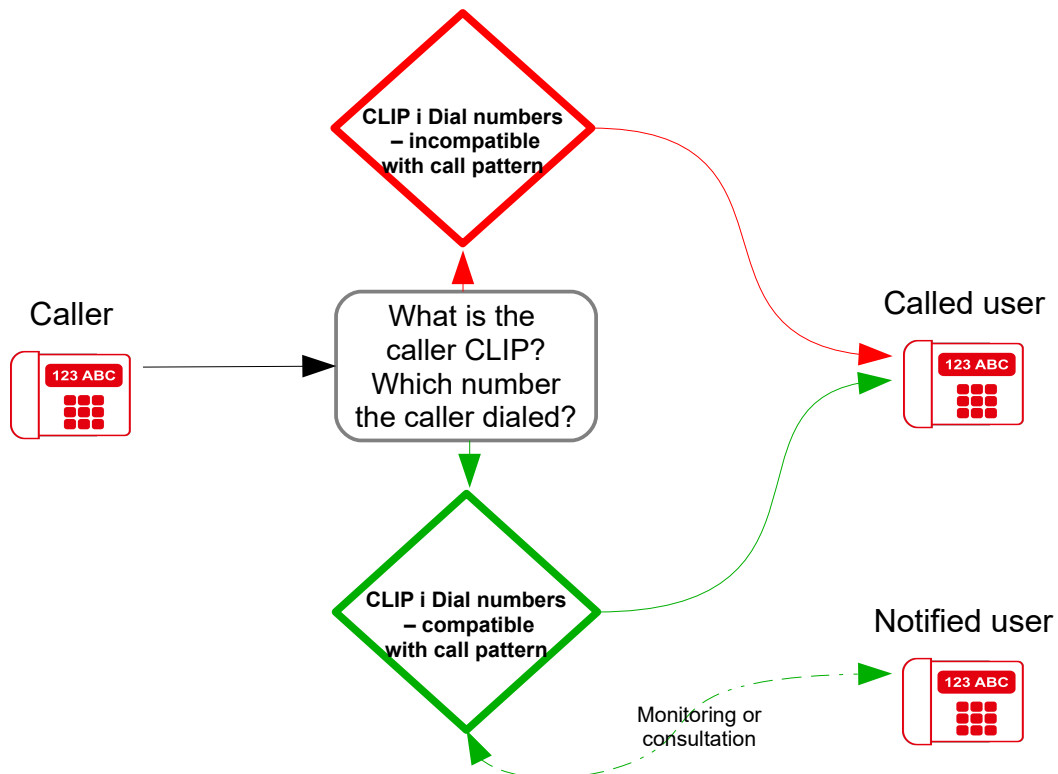 CLIP i Dial numbers
– incompatible
with call pattern
Caller
123 ABC
What is the
caller CLIP?
Which number
the caller dialed?
Called user
123 ABC
CLIP i Dial numbers
– compatible
with call pattern
Notified user
123 ABC
Monitoring or
consultation